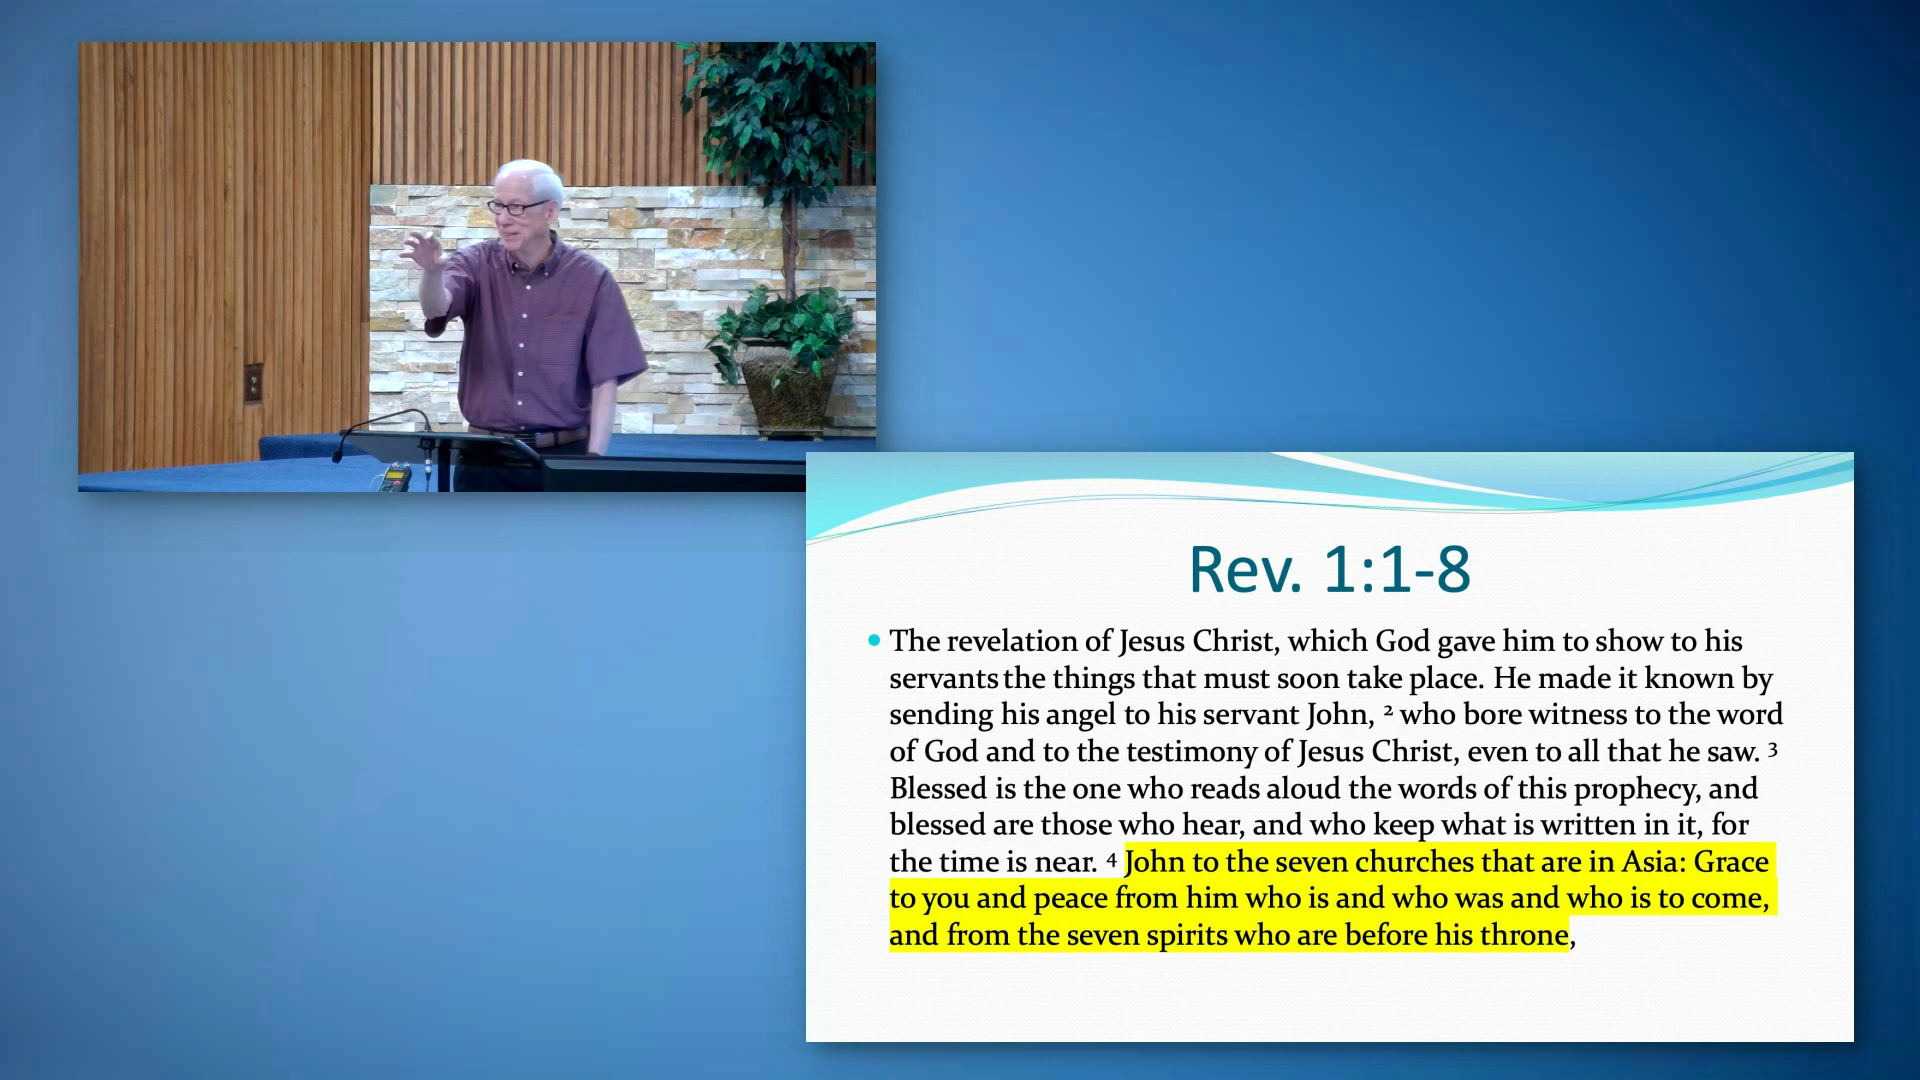 Rev. 1:1-8
• The revelation of Jesus Christ, which God gave him to show to his
servants the things that must soon take place. He made it known by
sending his angel to his servant John, ² who bore witness to the word
of God and to the testimony of Jesus Christ, even to all that he saw. ³
Blessed is the one who reads aloud the words of this prophecy, and
blessed are those who hear, and who keep what is written in it, for
the time is near. ⁴ John to the seven churches that are in Asia: Grace
to you and peace from him who is and who was and who is to come,
and from the seven spirits who are before his throne,